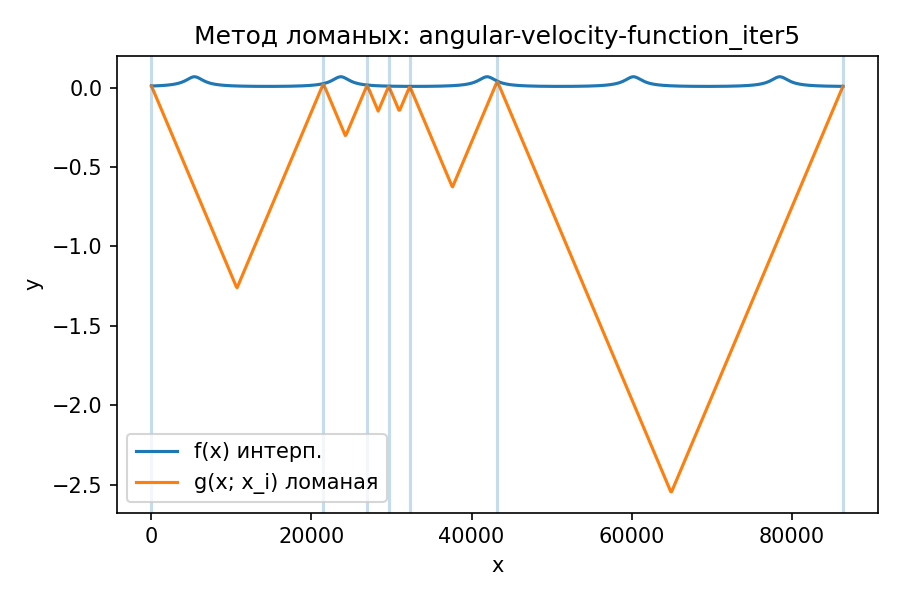 Метод ломаных: angular-velocity-function_iter5
y
0.0
−0.5
−1.0
−1.5
−2.0
−2.5
f(x) интерп.
g(x; x_i) ломаная
0 20000 40000 60000 80000
x